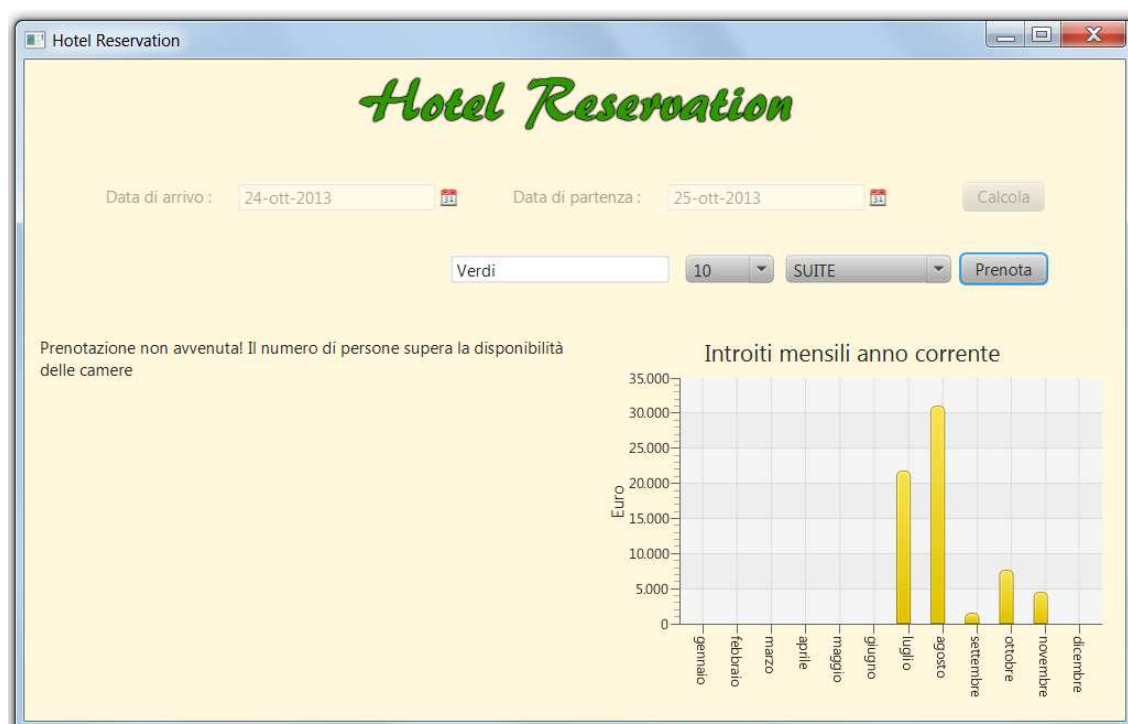 Hotel Reservation
Hotel Reservation
Data di arrivo : 24-ott-2013 31 Data di partenza : 25-ott-2013 31 Calcola
Verdi 10 SUITE Prenota
Prenotazione non avvenuta! Il numero di persone supera la disponibilità
delle camere
Introiti mensili anno corrente
35.000
30.000
25.000
20.000
15.000
10.000
5.000
0
Euro
gennaio
febbraio
marzo
aprile
maggio
giugno
luglio
agosto
settembre
ottobre
novembre
dicembre